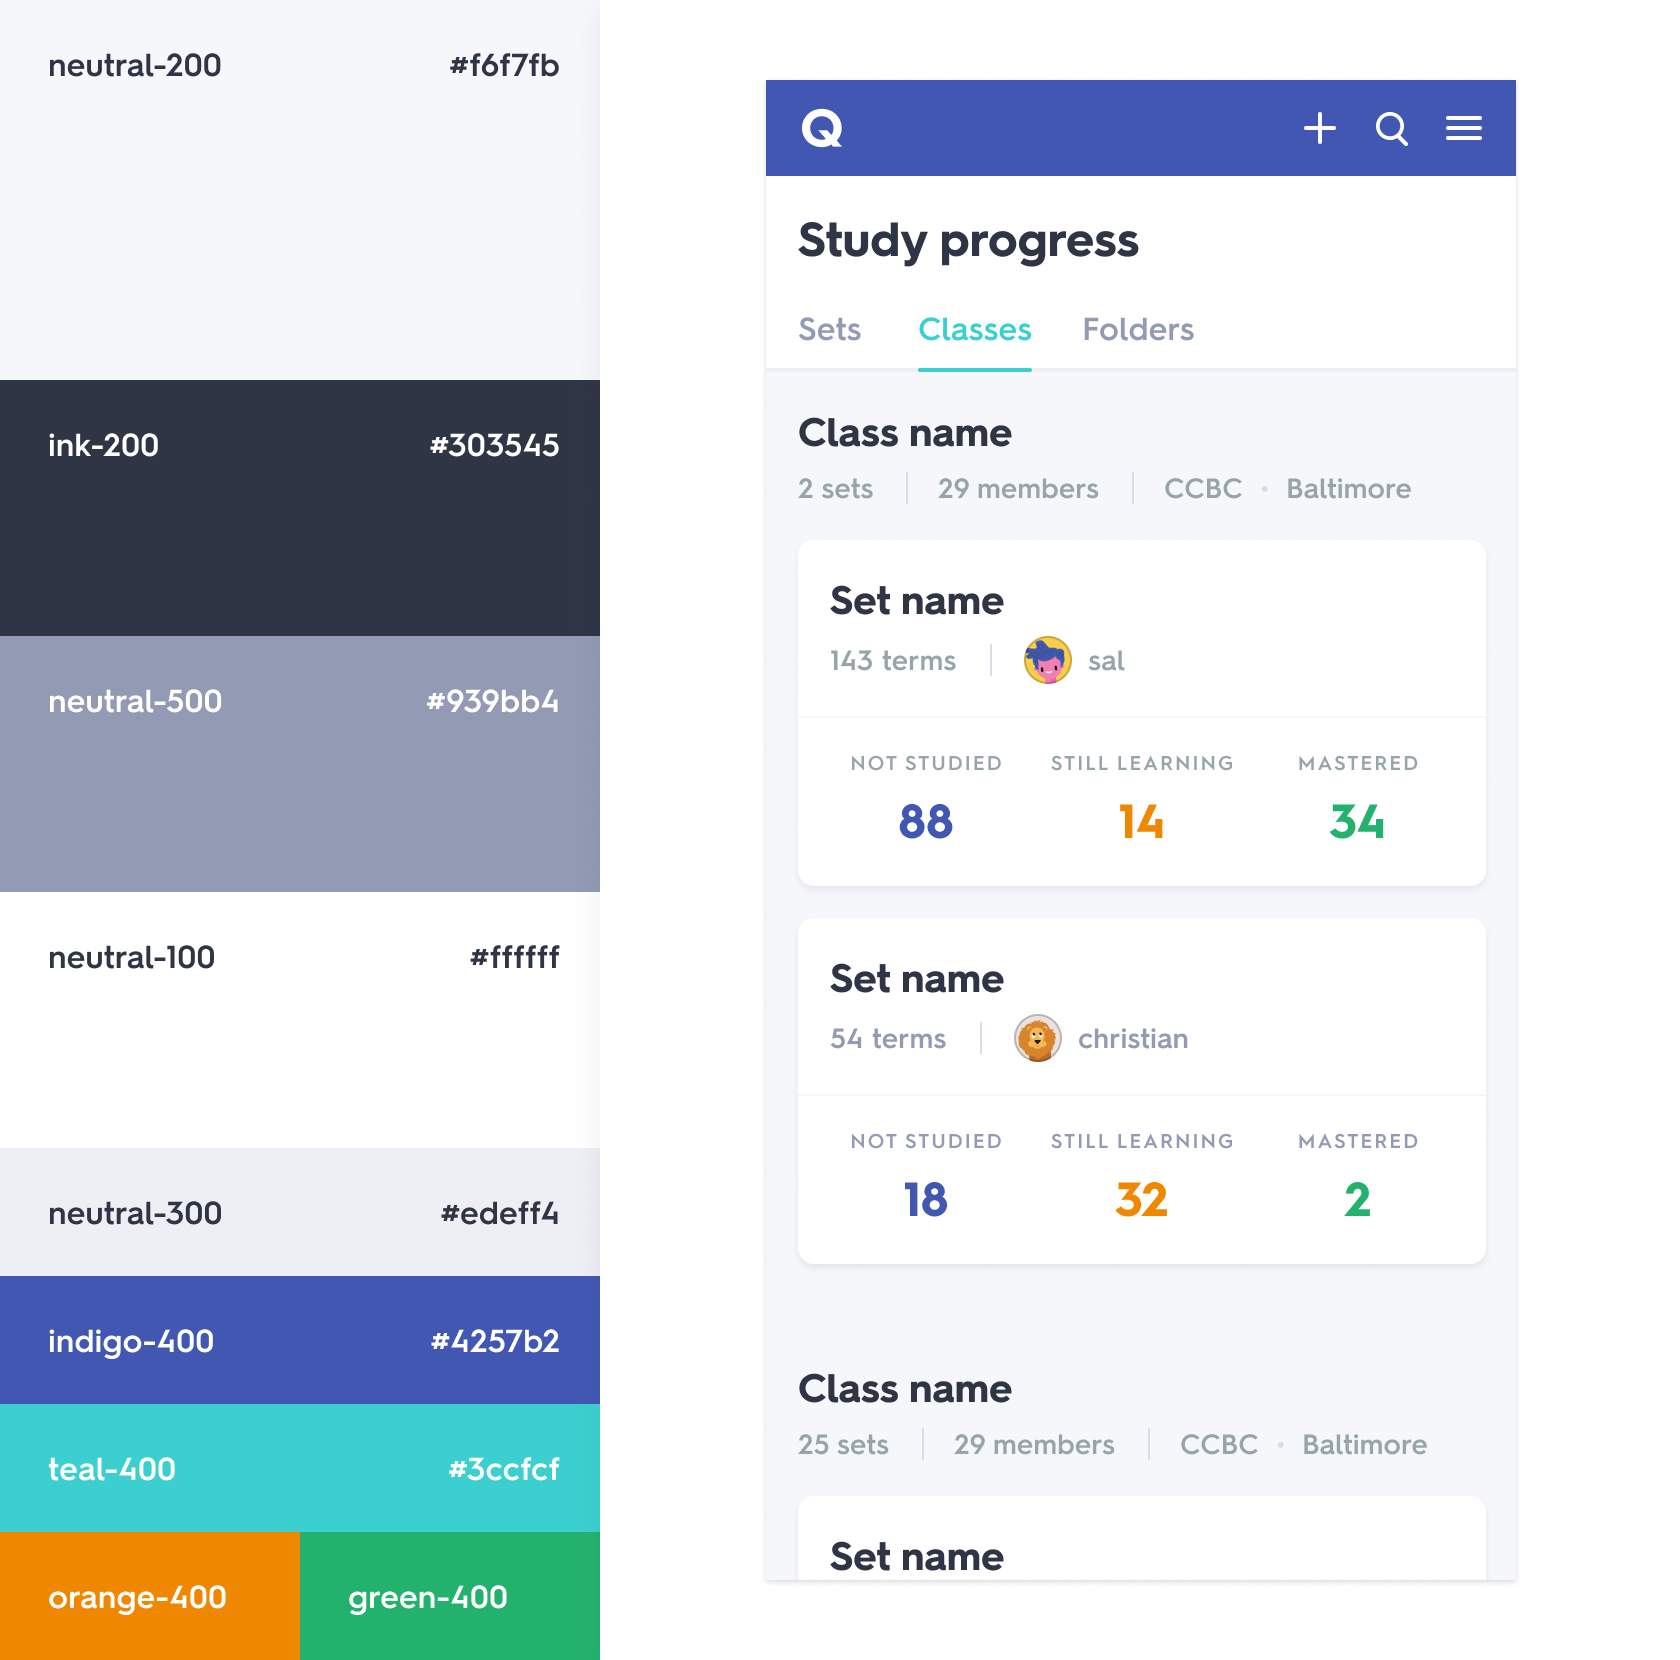 neutral-200 #f6f7fb
ink-200 #303545
neutral-500 #939bb4
neutral-100 #ffffff
neutral-300 #edeff4
indigo-400 #4257b2
teal-400 #3ccfcf
orange-400 green-400
Q
Study progress
Sets Classes Folders
Class name
2 sets 29 members CCBC • Baltimore
Set name
143 terms sal
NOT STUDIED STILL LEARNING MASTERED
88 14 34
Set name
54 terms christian
NOT STUDIED STILL LEARNING MASTERED
18 32 2
Class name
25 sets 29 members CCBC • Baltimore
Set name